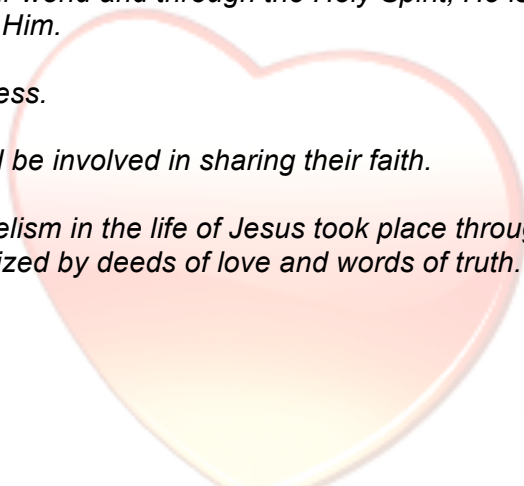 world and through the Holy Spirit, He is
Him.
ess.
be involved in sharing their faith.
elism in the life of Jesus took place throug
ized by deeds of love and words of truth.